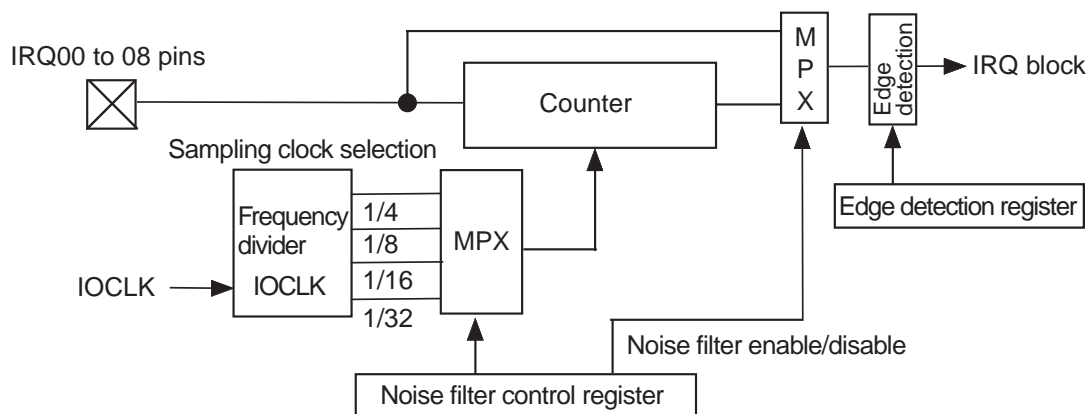 IRQ00 to 08 pins
M
P
X
Edge
detection
IRQ block
Counter
Sampling clock selection
Edge detection register
Frequency
divider
IOCLK
1/4
1/8
1/16
1/32
MPX
IOCLK
Noise filter enable/disable
Noise filter control register